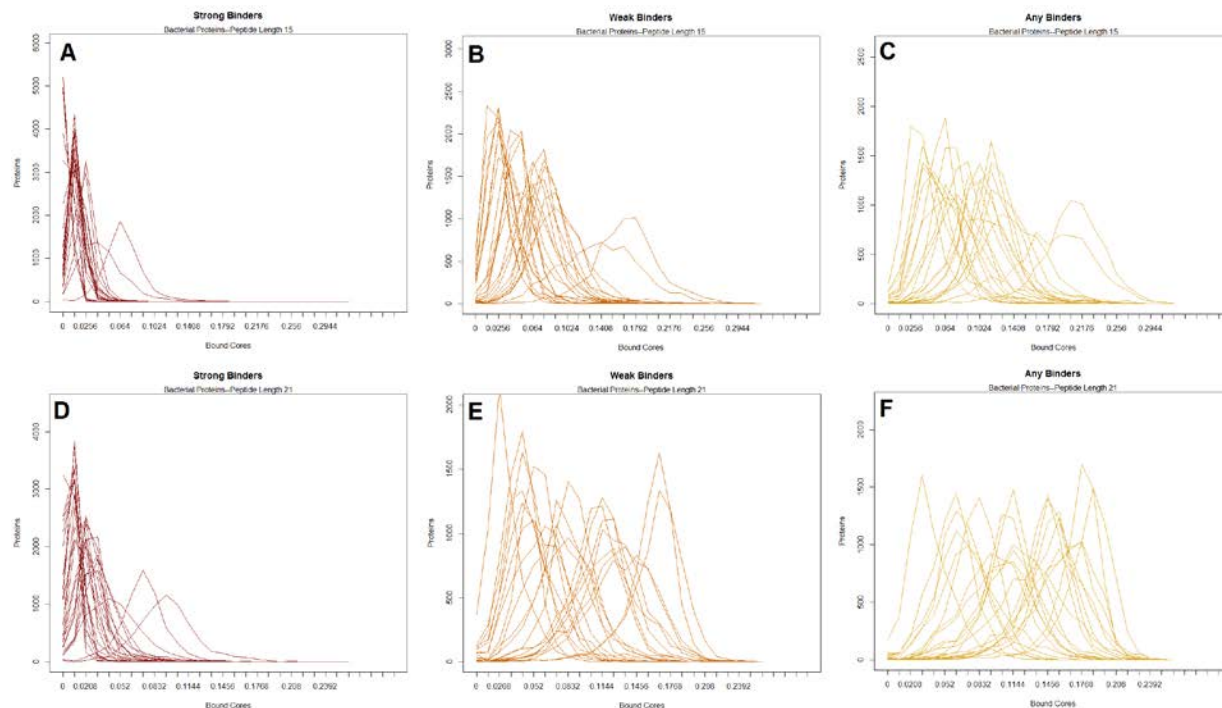 Strong Binders
Bacterial Proteins--Peptide Length 15
A
Proteins
0 1000 2000 3000 4000 5000 6000
0 0.0256 0.064 0.1024 0.1408 0.1792 0.2176 0.256 0.2944
Bound Cores
Weak Binders
Bacterial Proteins--Peptide Length 15
B
Proteins
0 500 1000 1500 2000 2500 3000
0 0.0256 0.064 0.1024 0.1408 0.1792 0.2176 0.256 0.2944
Bound Cores
Any Binders
Bacterial Proteins--Peptide Length 15
C
Proteins
0 500 1000 1500 2000 2500
0 0.0256 0.064 0.1024 0.1408 0.1792 0.2176 0.256 0.2944
Bound Cores
Strong Binders
Bacterial Proteins--Peptide Length 21
D
Proteins
0 1000 2000 3000 4000
0 0.0208 0.052 0.0832 0.1144 0.1456 0.1768 0.208 0.2392
Bound Cores
Weak Binders
Bacterial Proteins--Peptide Length 21
E
Proteins
0 500 1000 1500 2000
0 0.0208 0.052 0.0832 0.1144 0.1456 0.1768 0.208 0.2392
Bound Cores
Any Binders
Bacterial Proteins--Peptide Length 21
F
Proteins
0 500 1000 1500 2000
0 0.0208 0.052 0.0832 0.1144 0.1456 0.1768 0.208 0.2392
Bound Cores